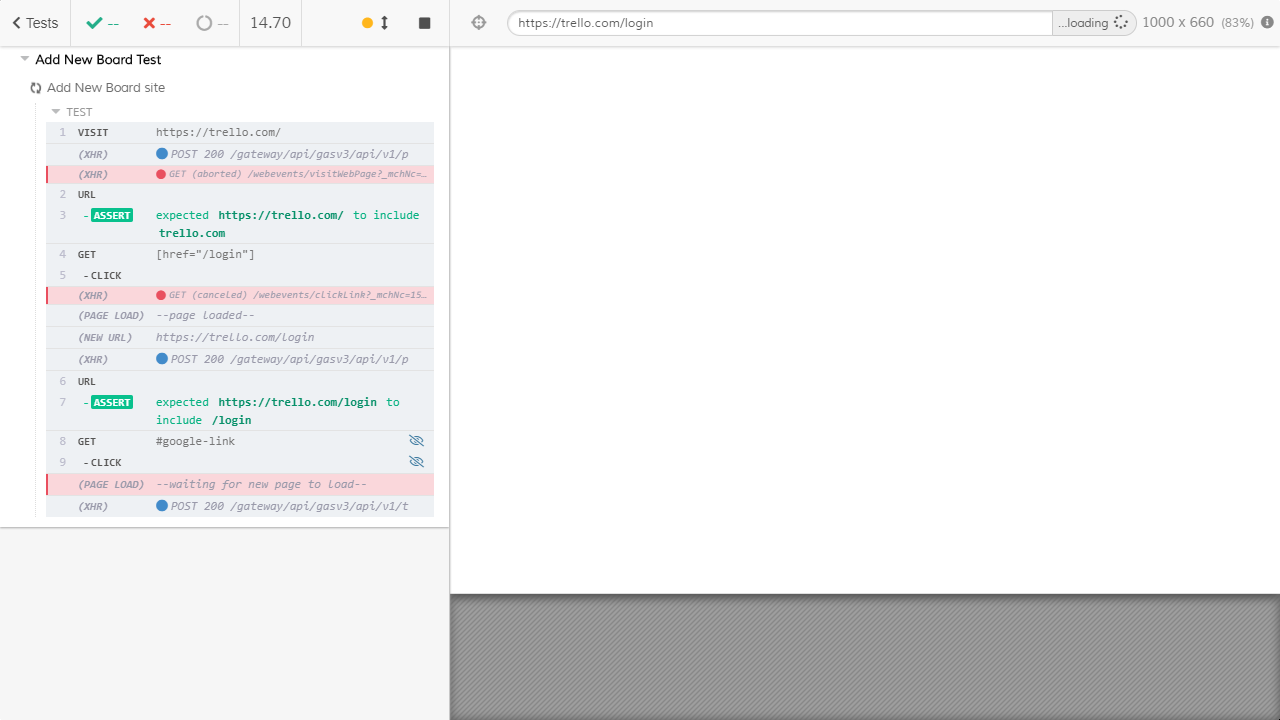 Tests -- -- -- 14.70 https://trello.com/login ...loading 1000 x 660 (83%)
Add New Board Test
Add New Board site
TEST
1 VISIT https://trello.com/
(XHR) POST 200 /gateway/api/gasv3/api/v1/p
(XHR) GET (aborted) /webevents/visitWebPage?_mchNc=…
2 URL
3 -ASSERT expected https://trello.com/ to include
trello.com
4 GET [href="/login"]
5 -CLICK
(XHR) GET (canceled) /webevents/clickLink?_mchNc=15…
(PAGE LOAD) --page loaded--
(NEW URL) https://trello.com/login
(XHR) POST 200 /gateway/api/gasv3/api/v1/p
6 URL
7 -ASSERT expected https://trello.com/login to
include /login
8 GET #google-link
9 -CLICK
(PAGE LOAD) --waiting for new page to load--
(XHR) POST 200 /gateway/api/gasv3/api/v1/t